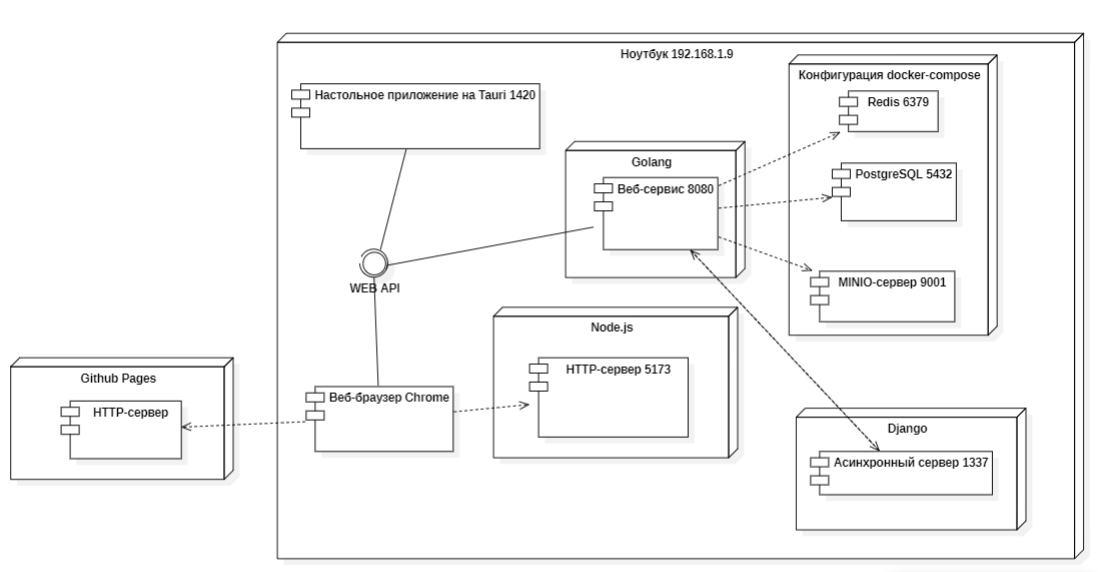 Ноутбук 192.168.1.9
Настольное приложение на Tauri 1420
Конфигурация docker-compose
Redis 6379
PostgreSQL 5432
MINIO-сервер 9001
Golang
Веб-сервис 8080
WEB API
Node.js
HTTP-сервер 5173
Веб-браузер Chrome
Github Pages
HTTP-сервер
Django
Асинхронный сервер 1337